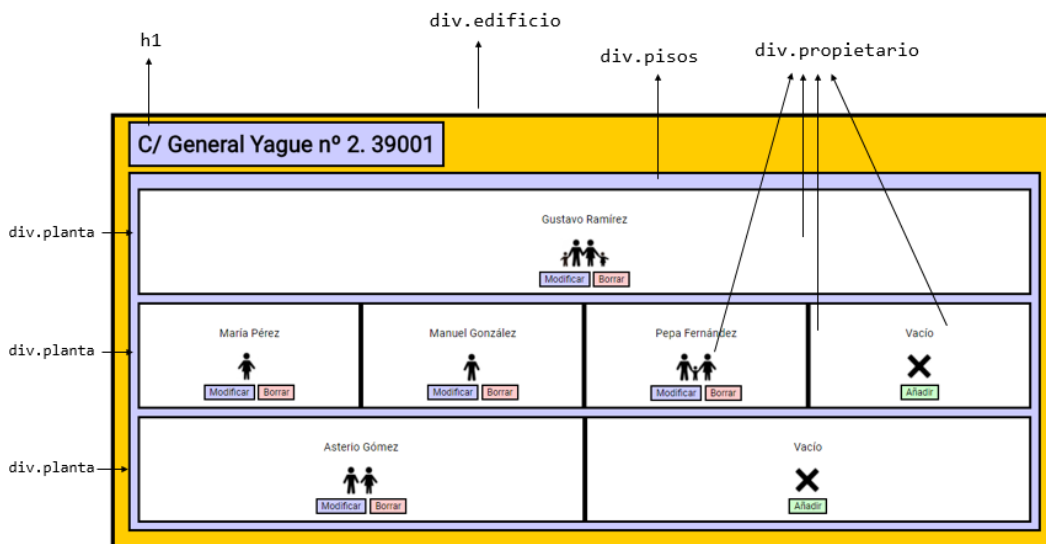 div.edificio
h1
div.pisos
div.propietario
C/ General Yague nº 2. 39001
div.planta
Gustavo Ramírez
Modificar Borrar
div.planta
María Pérez Manuel González Pepa Fernández Vacío
Modificar Borrar Modificar Borrar Modificar Borrar Añadir
div.planta
Asterio Gómez Vacío
Modificar Borrar Añadir